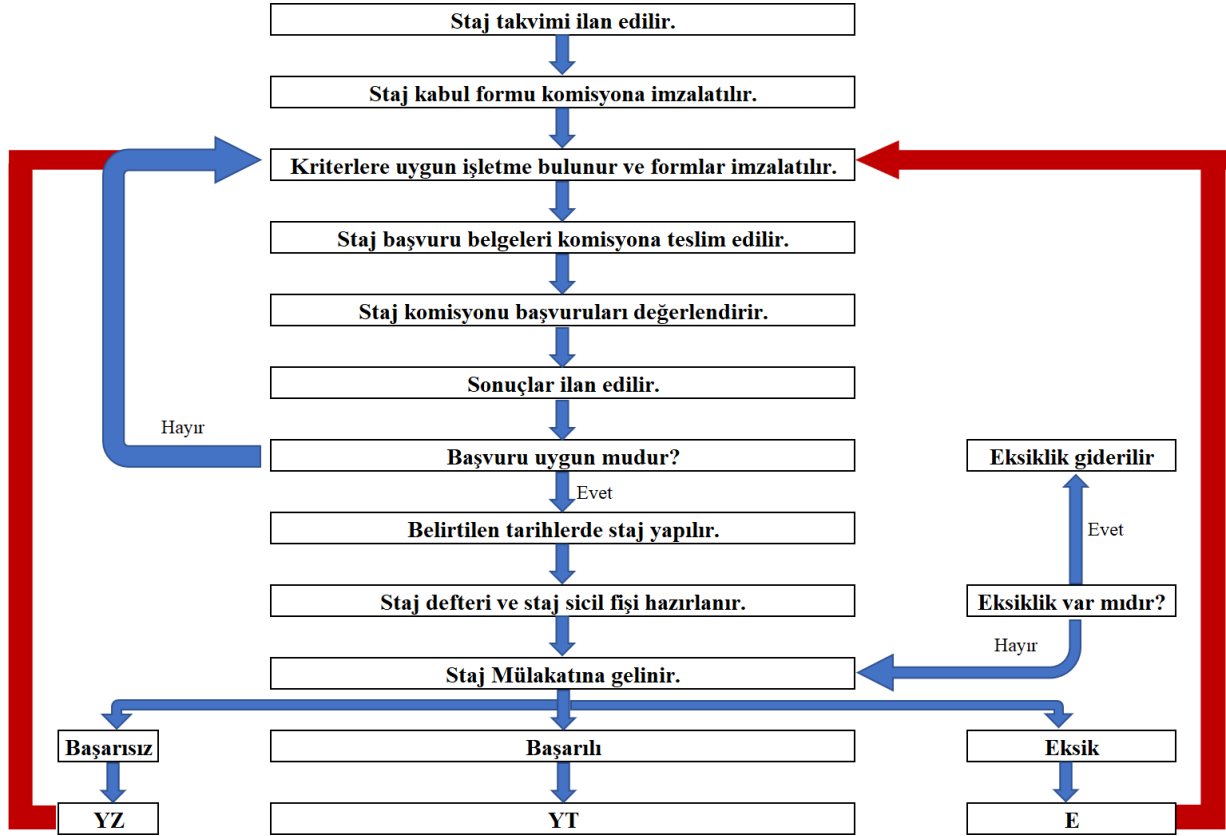 Staj takvimi ilan edilir.
Staj kabul formu komisyona imzalatılır.
Kriterlere uygun işletme bulunur ve formlar imzalatılır.
Staj başvuru belgeleri komisyona teslim edilir.
Staj komisyonu başvuruları değerlendirir.
Sonuçlar ilan edilir.
Hayır
Başvuru uygun mudur?
Eksiklik giderilir
Evet
Belirtilen tarihlerde staj yapılır.
Evet
Staj defteri ve staj sicil fişi hazırlanır.
Eksiklik var mıdır?
Hayır
Staj Mülakatına gelinir.
Başarısız
Başarılı
Eksik
YZ
YT
E